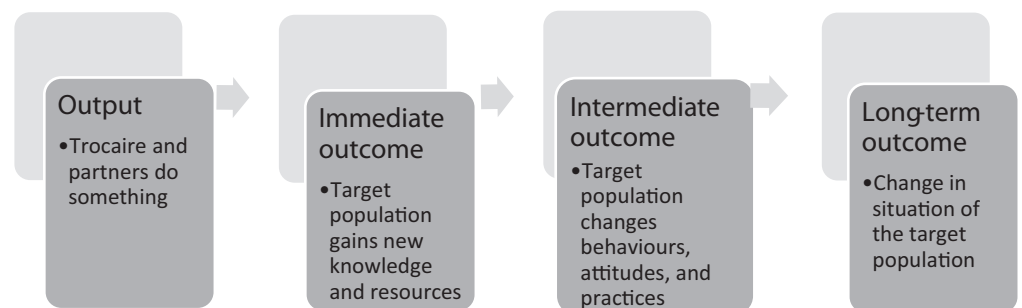 Output
•Trocaire and
partners do
something
Immediate
outcome
•Target
population
gains new
knowledge
and resources
Intermediate
outcome
•Target
population
changes
behaviours,
attitudes, and
practices
Long-term
outcome
•Change in
situation of
the target
population